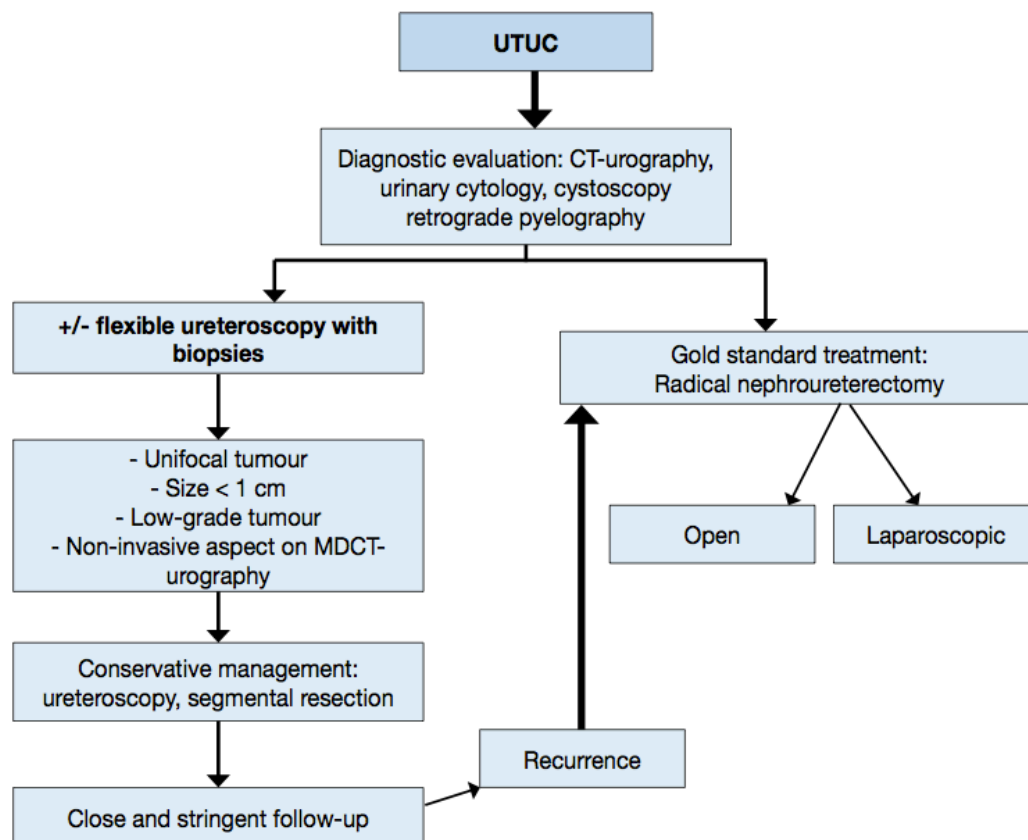 UTUC
Diagnostic evaluation: CT-urography,
urinary cytology, cystoscopy
retrograde pyelography
+/- flexible ureteroscopy with
biopsies
Gold standard treatment:
Radical nephroureterectomy
- Unifocal tumour
- Size < 1 cm
- Low-grade tumour
- Non-invasive aspect on MDCT-
urography
Open
Laparoscopic
Conservative management:
ureteroscopy, segmental resection
Recurrence
Close and stringent follow-up